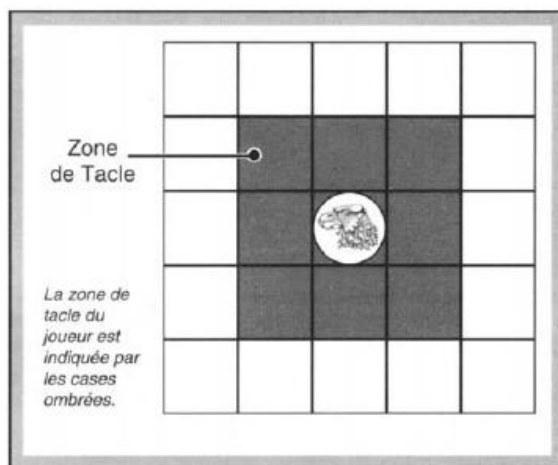 Zone
de Tacle
La zone de
tacle du
joueur est
indiquée par
les cases
ombrées.